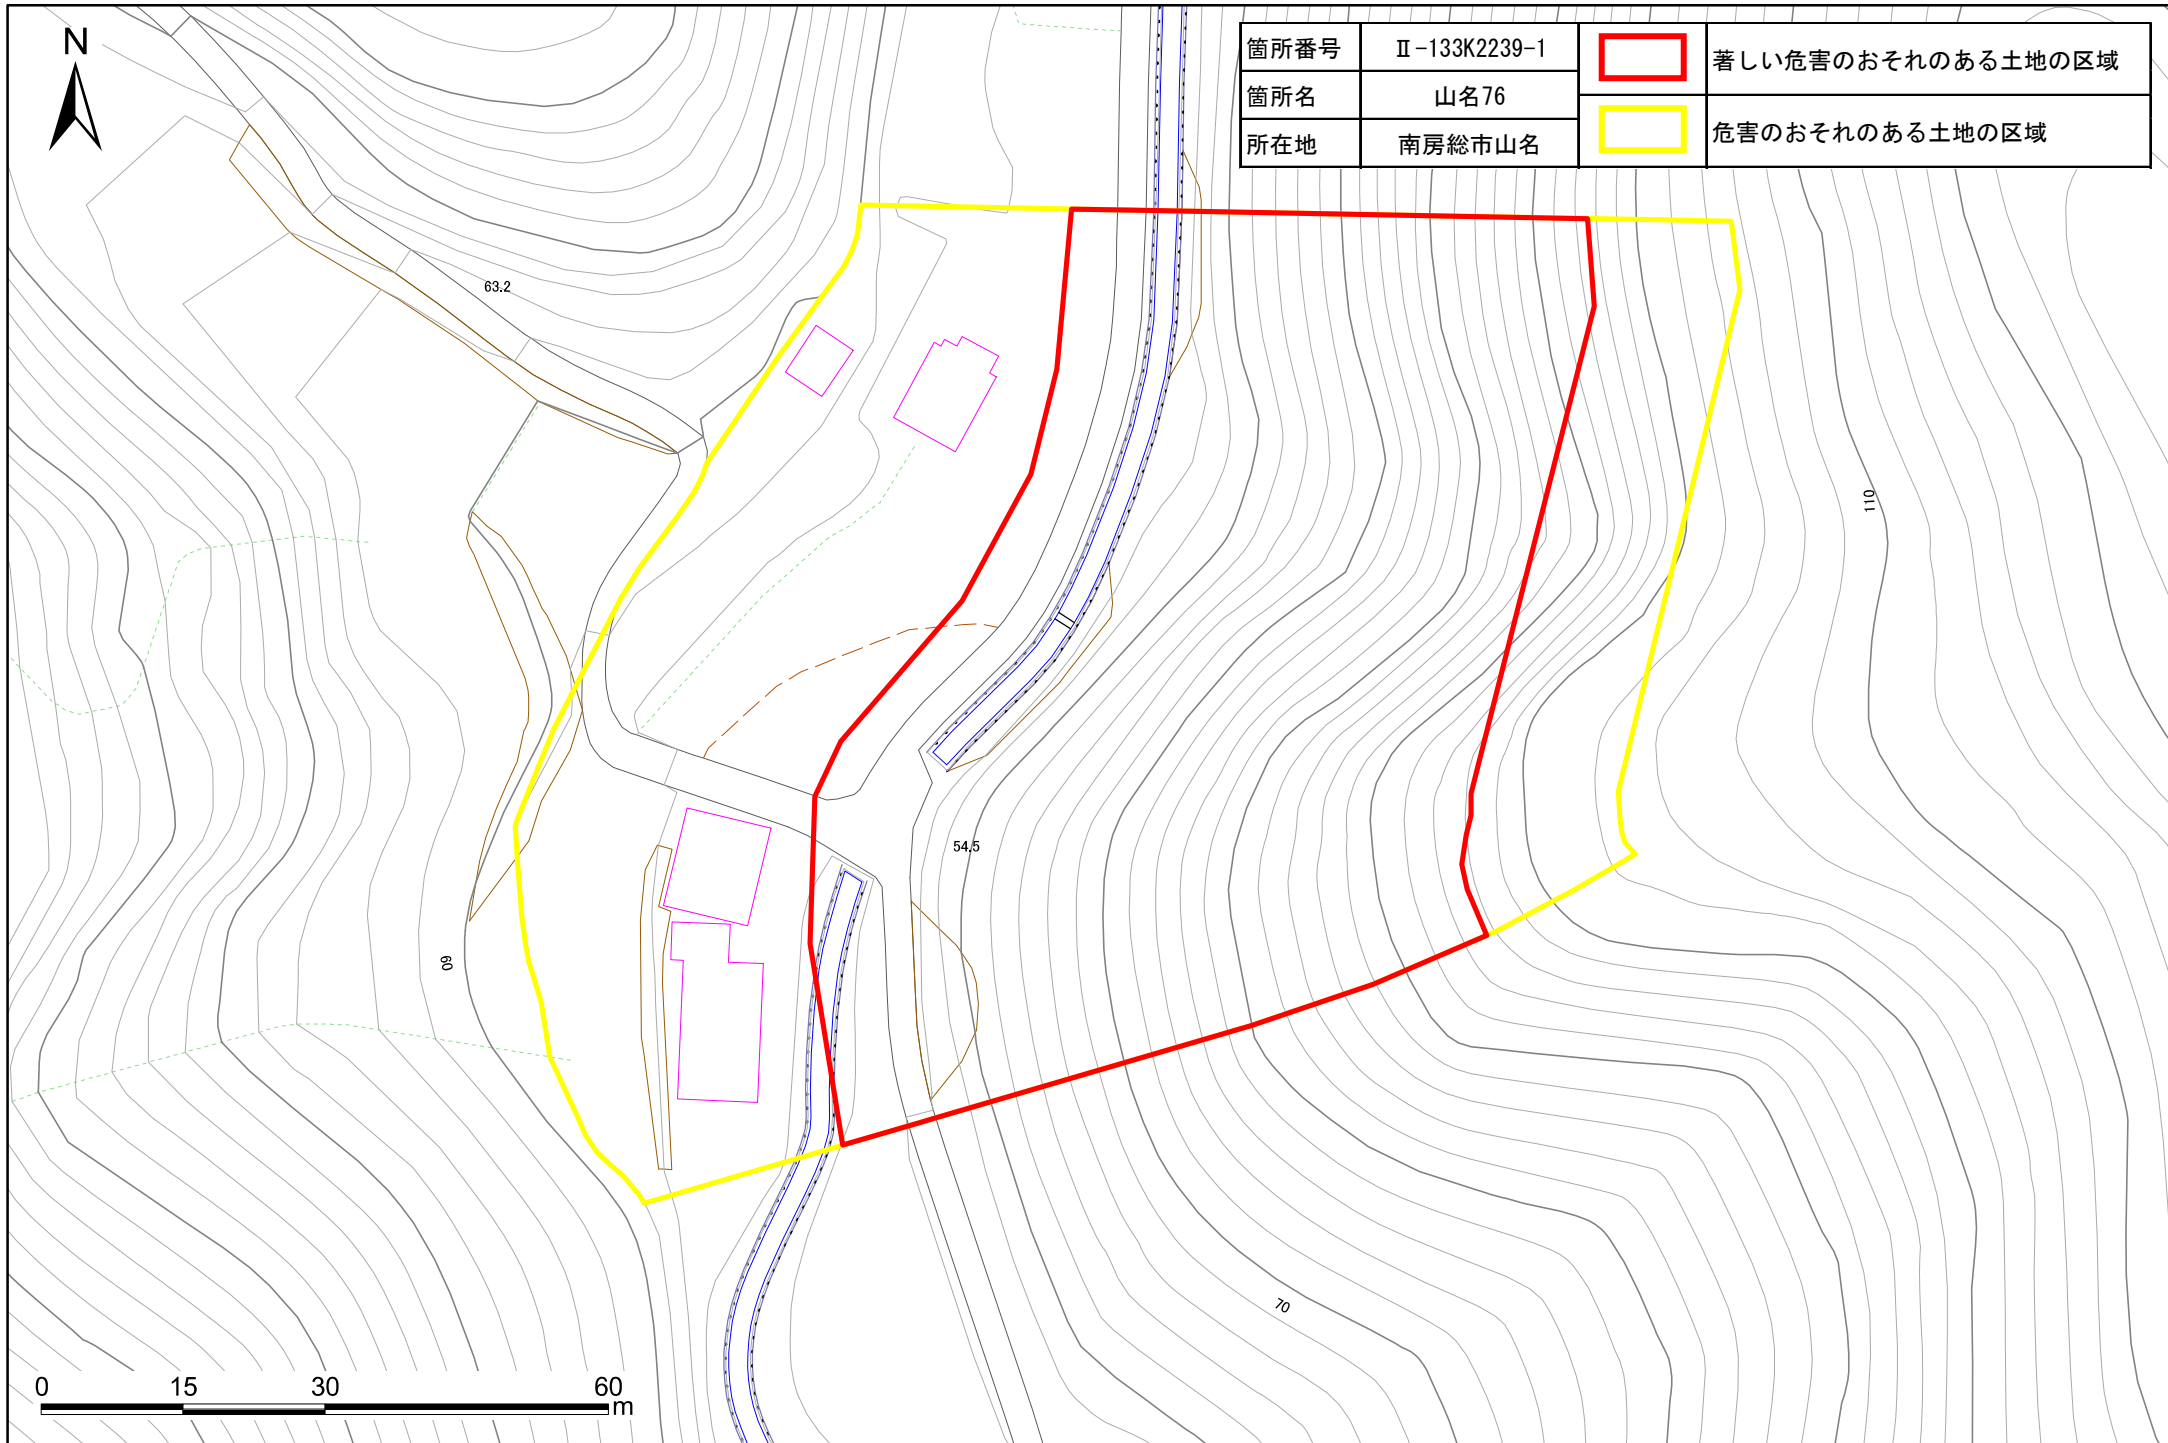 N
箇所番号 Ⅱ-133K2239-1
箇所名 山名76
所在地 南房総市山名
著しい危害のおそれのある土地の区域
危害のおそれのある土地の区域
63.2
110
54.5
60
70
0 15 30 60 m